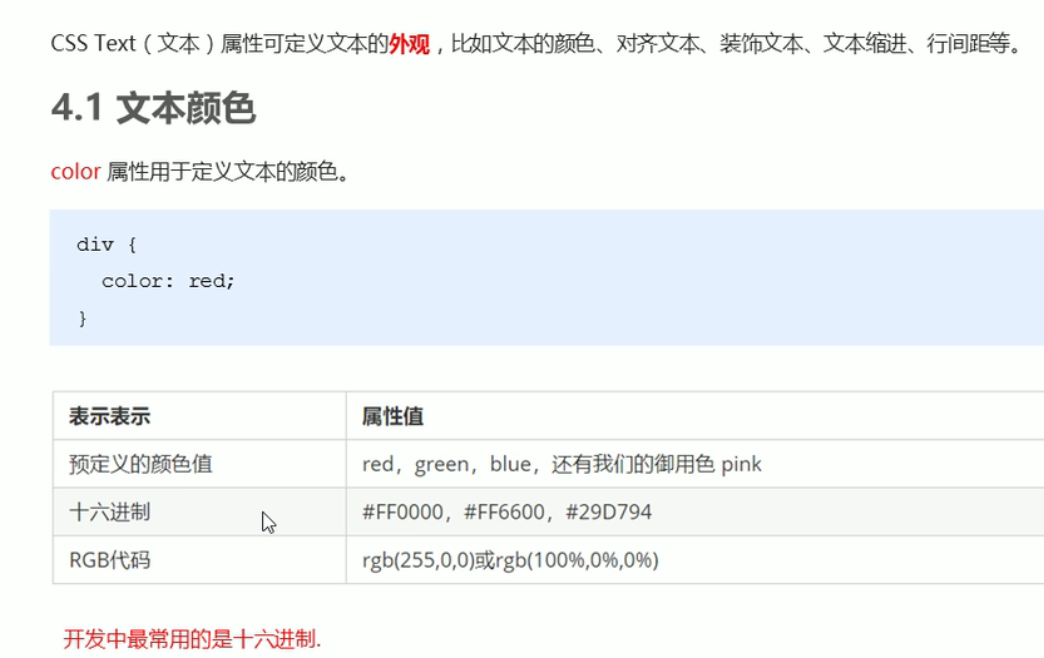 CSS Text（文本）属性可定义文本的外观，比如文本的颜色、对齐文本、装饰文本、文本缩进、行间距等。
4.1 文本颜色
color 属性用于定义文本的颜色。
div {
color: red;
}
表示表示 属性值
预定义的颜色值 red，green，blue，还有我们的御用色 pink
十六进制 #FF0000，#FF6600，#29D794
RGB代码 rgb(255,0,0)或rgb(100%,0%,0%)
开发中最常用的是十六进制.